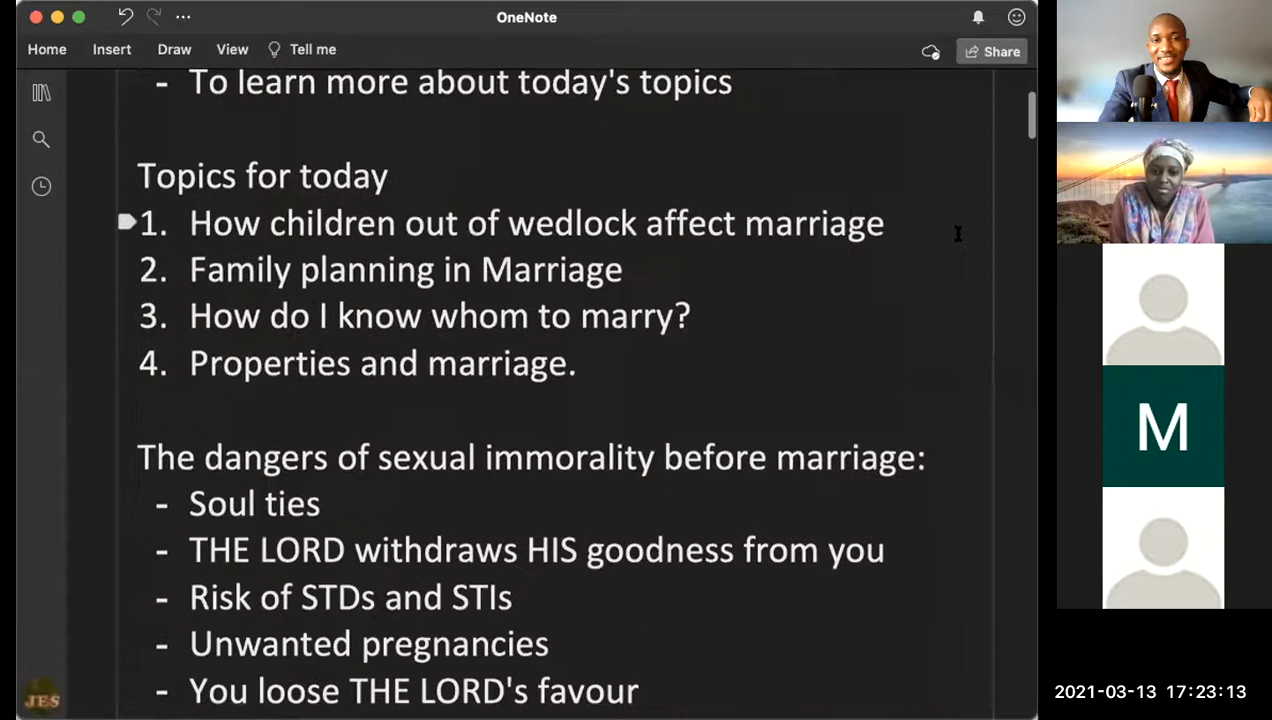 OneNote
Home Insert Draw View Tell me Share
- To learn more about today's topics
Topics for today
1. How children out of wedlock affect marriage
2. Family planning in Marriage
3. How do I know whom to marry?
4. Properties and marriage.
The dangers of sexual immorality before marriage:
- Soul ties
- THE LORD withdraws HIS goodness from you
- Risk of STDs and STIs
- Unwanted pregnancies
- You loose THE LORD's favour
JES
M
2021-03-13 17:23:13